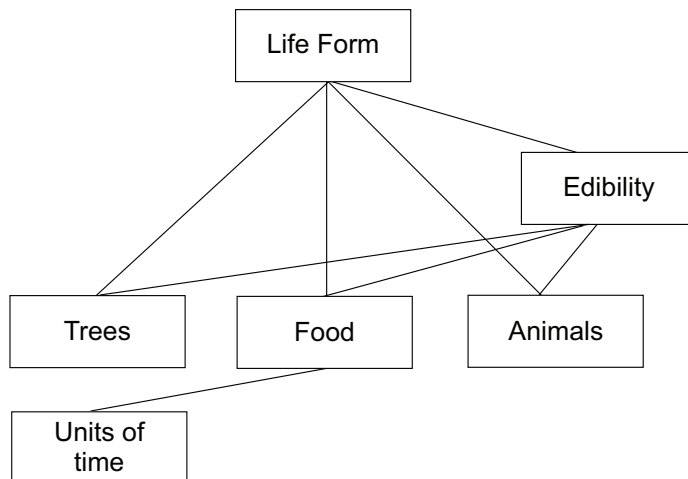 Life Form
Edibility
Trees
Food
Animals
Units of
time